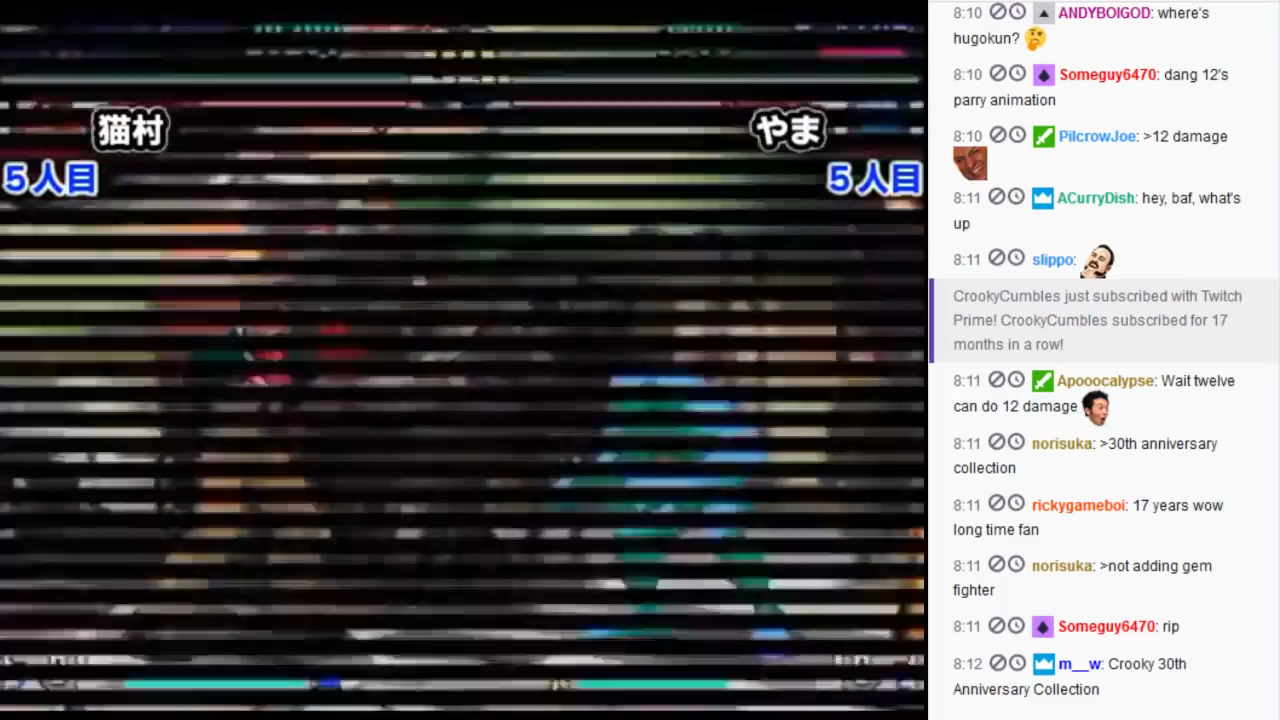 猫村
やま
5人目
5人目
8:10 ANDYBOIGOD: where's
hugokun?
8:10 Someguy6470: dang 12's
parry animation
8:10 PilcrowJoe: >12 damage
8:11 ACurryDish: hey, baf, what's
up
8:11 slippo:
CrookyCumbles just subscribed with Twitch
Prime! CrookyCumbles subscribed for 17
months in a row!
8:11 Apooocalypse: Wait twelve
can do 12 damage
8:11 norisuka: >30th anniversary
collection
8:11 rickygameboi: 17 years wow
long time fan
8:11 norisuka: >not adding gem
fighter
8:11 Someguy6470: rip
8:12 m__w: Crooky 30th
Anniversary Collection